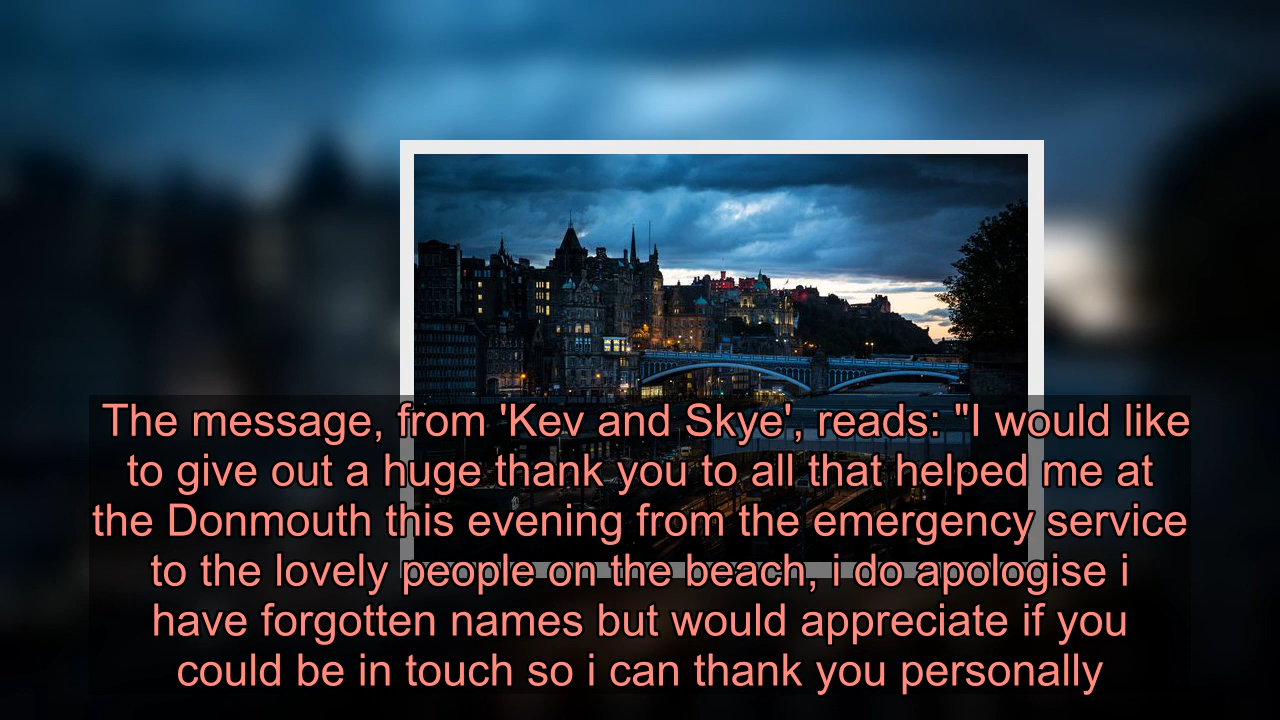 The message, from 'Kev and Skye', reads: "I would like
to give out a huge thank you to all that helped me at
the Donmouth this evening from the emergency service
to the lovely people on the beach, i do apologise i
have forgotten names but would appreciate if you
could be in touch so i can thank you personally